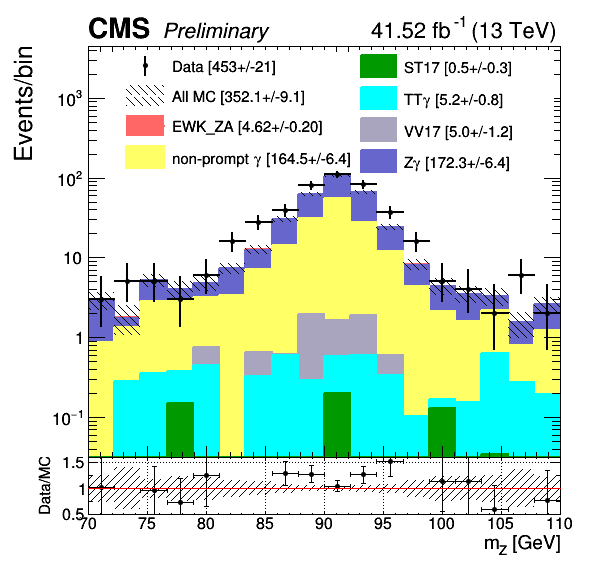 CMS Preliminary 41.52 fb⁻¹ (13 TeV)
Events/bin
Data [453+/-21]
All MC [352.1+/-9.1]
EWK_ZA [4.62+/-0.20]
non-prompt γ [164.5+/-6.4]
ST17 [0.5+/-0.3]
TTγ [5.2+/-0.8]
VV17 [5.0+/-1.2]
Zγ [172.3+/-6.4]
10³
10²
10
1
10⁻¹
Data/MC
1.5
1
0.5
70 75 80 85 90 95 100 105 110
m_Z [GeV]